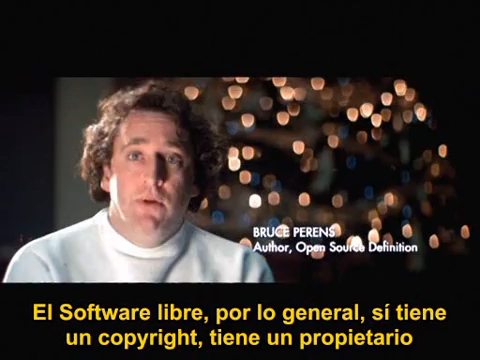 BRUCE PERENS
Author, Open Source Definition
El Software libre, por lo general, sí tiene
un copyright, tiene un propietario